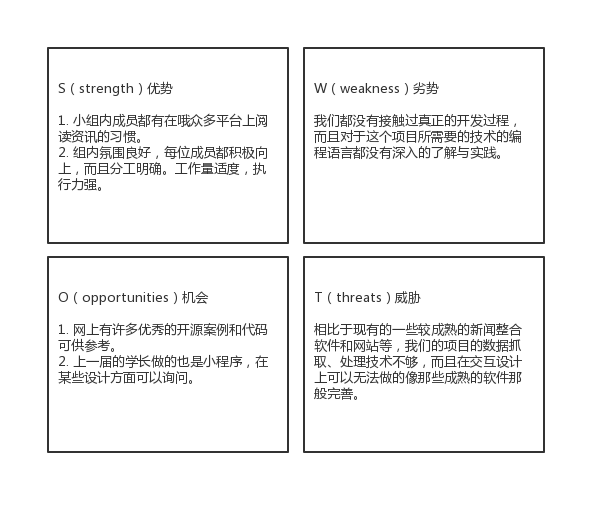 S（strength）优势
1. 小组内成员都有在哦众多平台上阅
读资讯的习惯。
2. 组内氛围良好，每位成员都积极向
上，而且分工明确。工作量适度，执
行力强。
W（weakness）劣势
我们都没有接触过真正的开发过程，
而且对于这个项目所需要的技术的编
程语言都没有深入的了解与实践。
O（opportunities）机会
1. 网上有许多优秀的开源案例和代码
可供参考。
2. 上一届的学长做的也是小程序，在
某些设计方面可以询问。
T（threats）威胁
相比于现有的一些较成熟的新闻整合
软件和网站等，我们的项目的数据抓
取、处理技术不够，而且在交互设计
上可以无法做的像那些成熟的软件那
般完善。